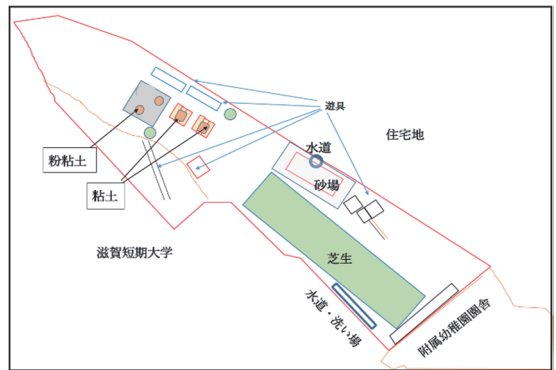 遊具
住宅地
水道
粉粘土
砂場
粘土
滋賀短期大学
芝生
水道・洗い場
附属幼稚園園舎